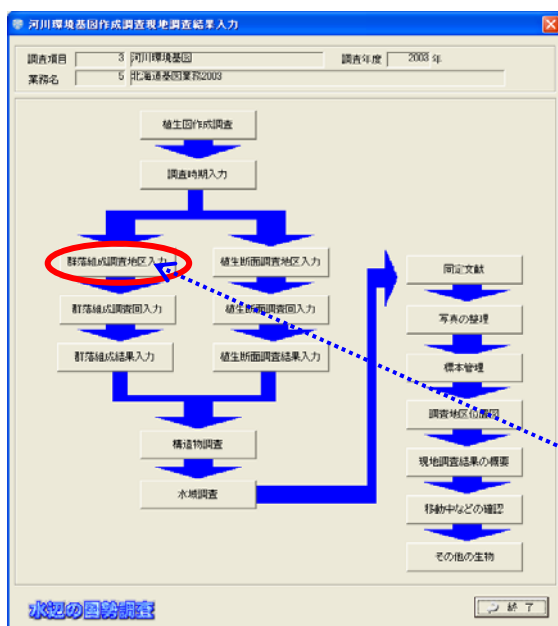 河川環境基図作成調査現地調査結果入力
調査項目 3 河川環境基図 調査年度 2003 年
業務名 5 北海道基図業務2003
植生図作成調査
調査時期入力
群落組成調査地区入力
植生断面調査地区入力
群落組成調査回入力
植生断面調査回入力
群落組成結果入力
植生断面調査結果入力
構造物調査
水域調査
同定文献
写真の整理
標本管理
調査地区位置図
現地調査結果の概要
移動中などの確認
その他の生物
水辺の国勢調査
終 了